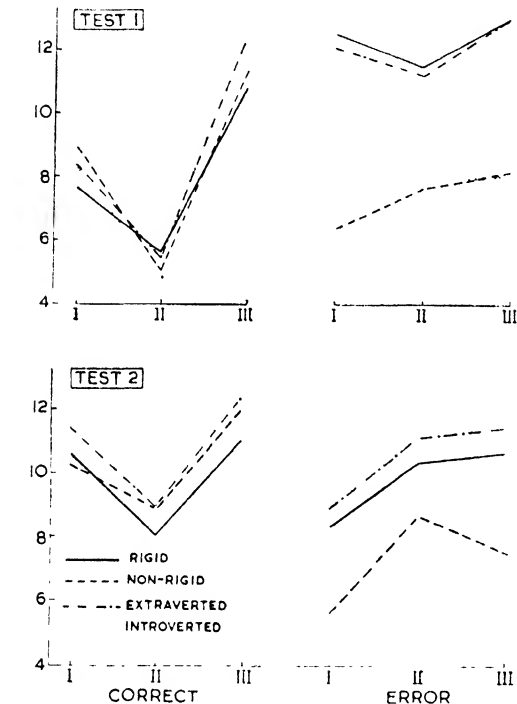 TEST 1
12
10
8
6
4
I II III
I II III
TEST 2
12
10
8
6
4
RIGID
NON-RIGID
EXTRAVERTED
INTROVERTED
I II III
I II III
CORRECT
ERROR